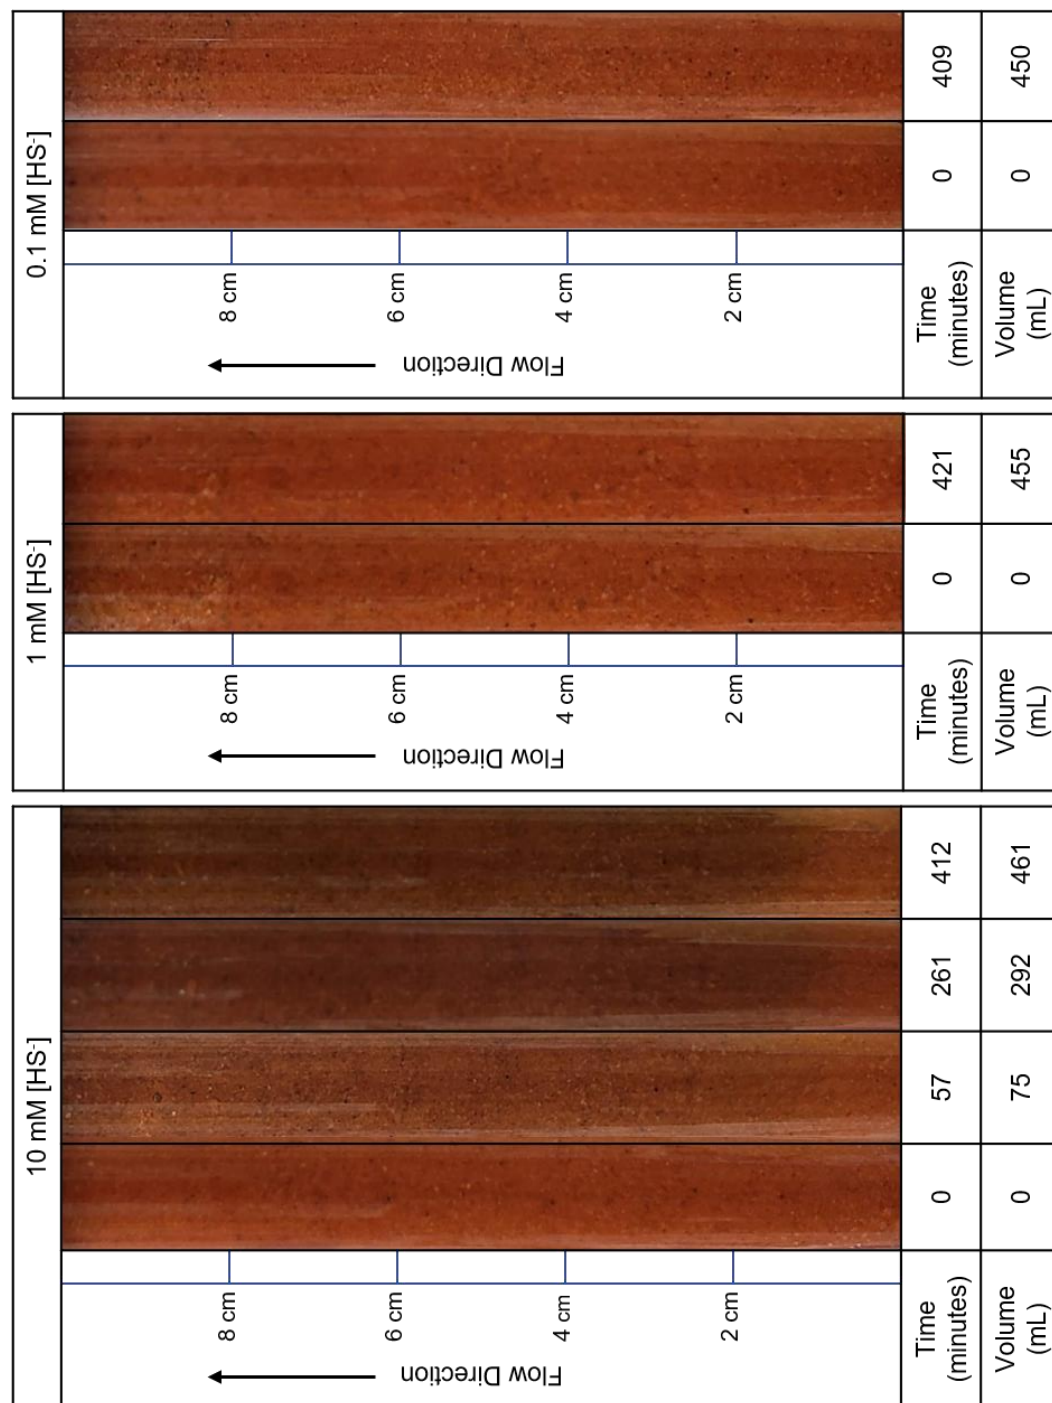 10 mM [HS-]
8 cm
6 cm
4 cm
2 cm
Flow Direction
Time (minutes)
0
57
261
412
Volume (mL)
0
75
292
461
1 mM [HS-]
8 cm
6 cm
4 cm
2 cm
Flow Direction
Time (minutes)
0
421
Volume (mL)
0
455
0.1 mM [HS-]
8 cm
6 cm
4 cm
2 cm
Flow Direction
Time (minutes)
0
409
Volume (mL)
0
450